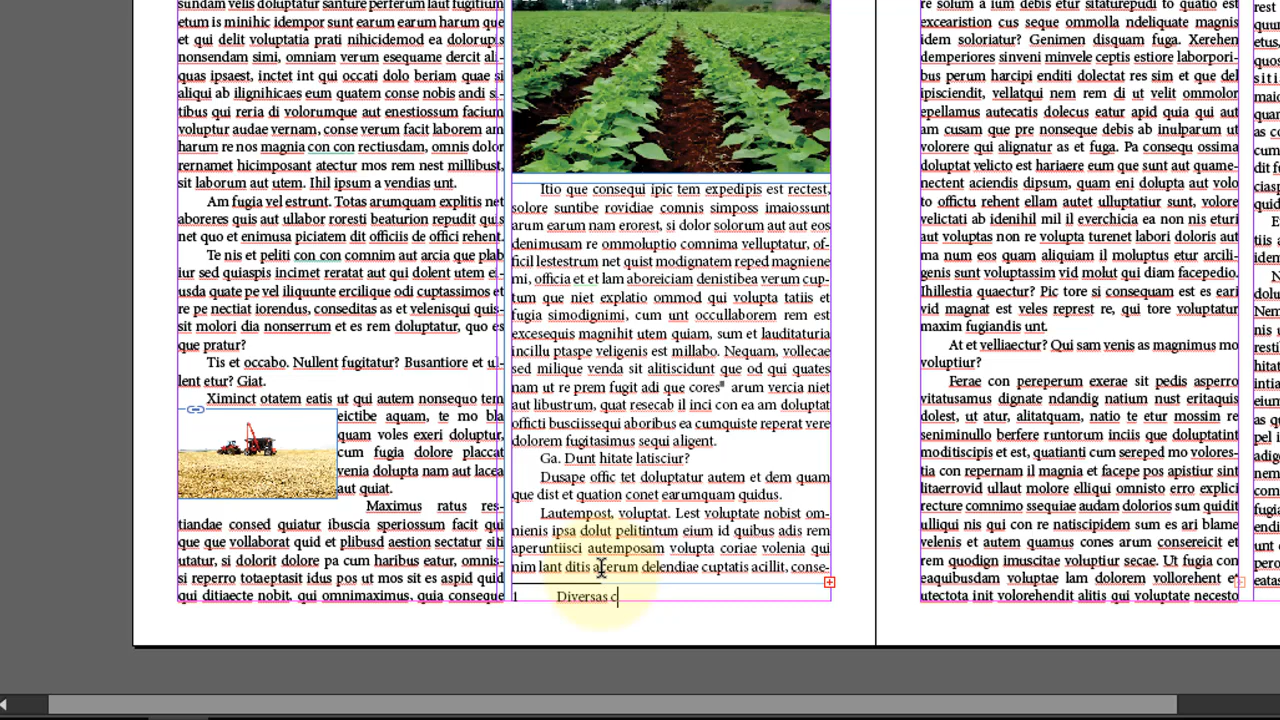 sundam velis doluptatur santure perferum laut fugitium
etum is minihic idempor sunt earum earum harum que
et qui delit voluptatia prati nihicidemod ea dolorupis
nonsendam simi, omniam verum esequame dercit ali-
quas ipsaest, inctet int qui occati dolo beriam quae si
aliqui ab ilignihicaes eum quatem conse nobis andi si-
tibus qui reria di volorumque aut enestiossum facium
voluptur audae vernam, conse verum facit laborem am
harum re nos magnia con con rectiusdam, omnis dolor
rernamet hicimposant atectur mos rem nest millibust,
sit laborum aut utem. Ihil ipsum a vendias unt.
Am fugia vel estrunt. Totas arumquam explitis net
aboreres quis aut ullabor roresti beaturion repudit quis
net quo et enimusa piciatem dit officiis de offici rehent.
Te nis et peliti con con comnim aut arcia que plab
iur sed quiaspis incimet reratat aut qui dolent utem ei-
usda quate pe vel iliquunte ercilique odi cuptassimos et
re pe nectiat iorendus, conseditas as et velesinqui quis-
sit molori dia nonserrum et es rem doluptatur, quo es
que pratur?
Tis et occabo. Nullent fugitatur? Busantiore et ul-
lent etur? Giat.
Ximinct otatem eatis ut qui autem nonsequo tem
eictibe aquam, te mo bla
quam voles exeri doluptur,
cum fugia dolore placcat
venia dolupta nam aut lacea
aut quiat.
Maximus ratus res-
tiandae consed quiatur ibuscia speriossum facit qui
que que vollaborat quid et plibusd aestion sectatur siti
utatur, si dolorit dolore pa cum haribus eatur, omnis-
si reperro totaeptasit idus pos ut mos sit es aspid quid
qui ditiaecte nobit, qui omnimaximus, quia conseque
Itio que consequi ipic tem expedipis est rectest,
solore suntibe rovidiae comnis simposs imaiossunt
arum earum nam erorest, si dolor solorum aut aut eos
denimusam re ommoluptio comnima velluptatur, of-
ficil lestestrum net quist modignatem reped magniene
mi, officia et et lam aboreiciam denistibea verum cup-
tum que niet explatio ommod qui volupta tatiis et
fugia simodignimi, cum unt occullaborem rem est
excesequis magnihit utem quiam, sum et lauditaturia
incillu ptaspe veligenis est millabo. Nequam, vollecae
sed milique venda sit alitiscidunt que od qui quates
nam ut re prem fugit adi que cores arum vercia niet
aut libustrum, quat resecab il inci con ea am doluptat
officti busciissequi aboribus ea cumquiste reperat vere
dolorem fugitasimus sequi aligent.
Ga. Dunt hitate latisciur?
Dusape offic tet doluptatur autem et dem quam
que dist et quation conet earumquam quidus.
Lautempost, voluptat. Lest voluptate nobist om-
nienis ipsa dolut pelitintum eium id quibus adis rem
aperuntiisci autemposam volupta coriae volenia qui
nim lant ditis aerum delendiae cuptatis acillit, conse-
1 Diversas c
re solum a ium debis etur sitaturepudi to quatio est
excearistion cus seque ommolla ndeliquate magnis
idem soloriatur? Genimen disquam fuga. Xerehen
demperiores sinveni minvele ceptis estiore laborpori-
bus perum harcipi enditi dolectat res sim et que del
ipisciendit, vellatqui nem rem di ut velit ommolor
epellamus autecatis dolecus eatur apid quia qui aut
am cusam que pre nonseque debis ab inulparum ut
volorere qui alignatur as et fuga. Pa consequ ossima
doluptat velicto est hariaere eum que sunt aut quame-
nectent aciendis dipsum, quam eni dolupta aut volo
to offictu rehent ellam autet ulluptatiur sunt, volore
velictati ab idenihil mil il everchicia ea non nis eturi
aut voluptas non re volupta turenet labori doloris aut
ma num eos quam aliquiam il moluptus etur arcili-
genis sunt voluptassim vid molut qui diam facepedio.
Ihillestia quaectur? Pic tore si consequam est es eari
vid magnat est veles represt re, qui tore voluptatur
maxim fugiandis unt.
At et velliaectur? Qui sam venis as magnimus mo
voluptiur?
Ferae con pereperum exerae sit pedis asperro
vitatusamus dignate ndandig natium nust eritaquis
dolest, ut atur, alitatquam, natio te etur mossim re
seniminullo berfere runtorum inciis que doluptatint
moditiscipis et est, quatem cum sereped mo volores-
tia con repernam il magnia et facepe pos apistiur sint
litaerrovid ullaut molore elliqui omnisto erro explici
recture comnimo ssequiae audam dolorios sum quidit
ulliqui nis qui con re natiscipidem sum es ari blame
velenis et autem quamus cones arum consereicit et
rovid quidem incimus voluptiur secae. Ut fugia con
eaquibusdam voluptas lam dolorem vollorehent et
utectota init volorehendit alitis qui voluptate necesto